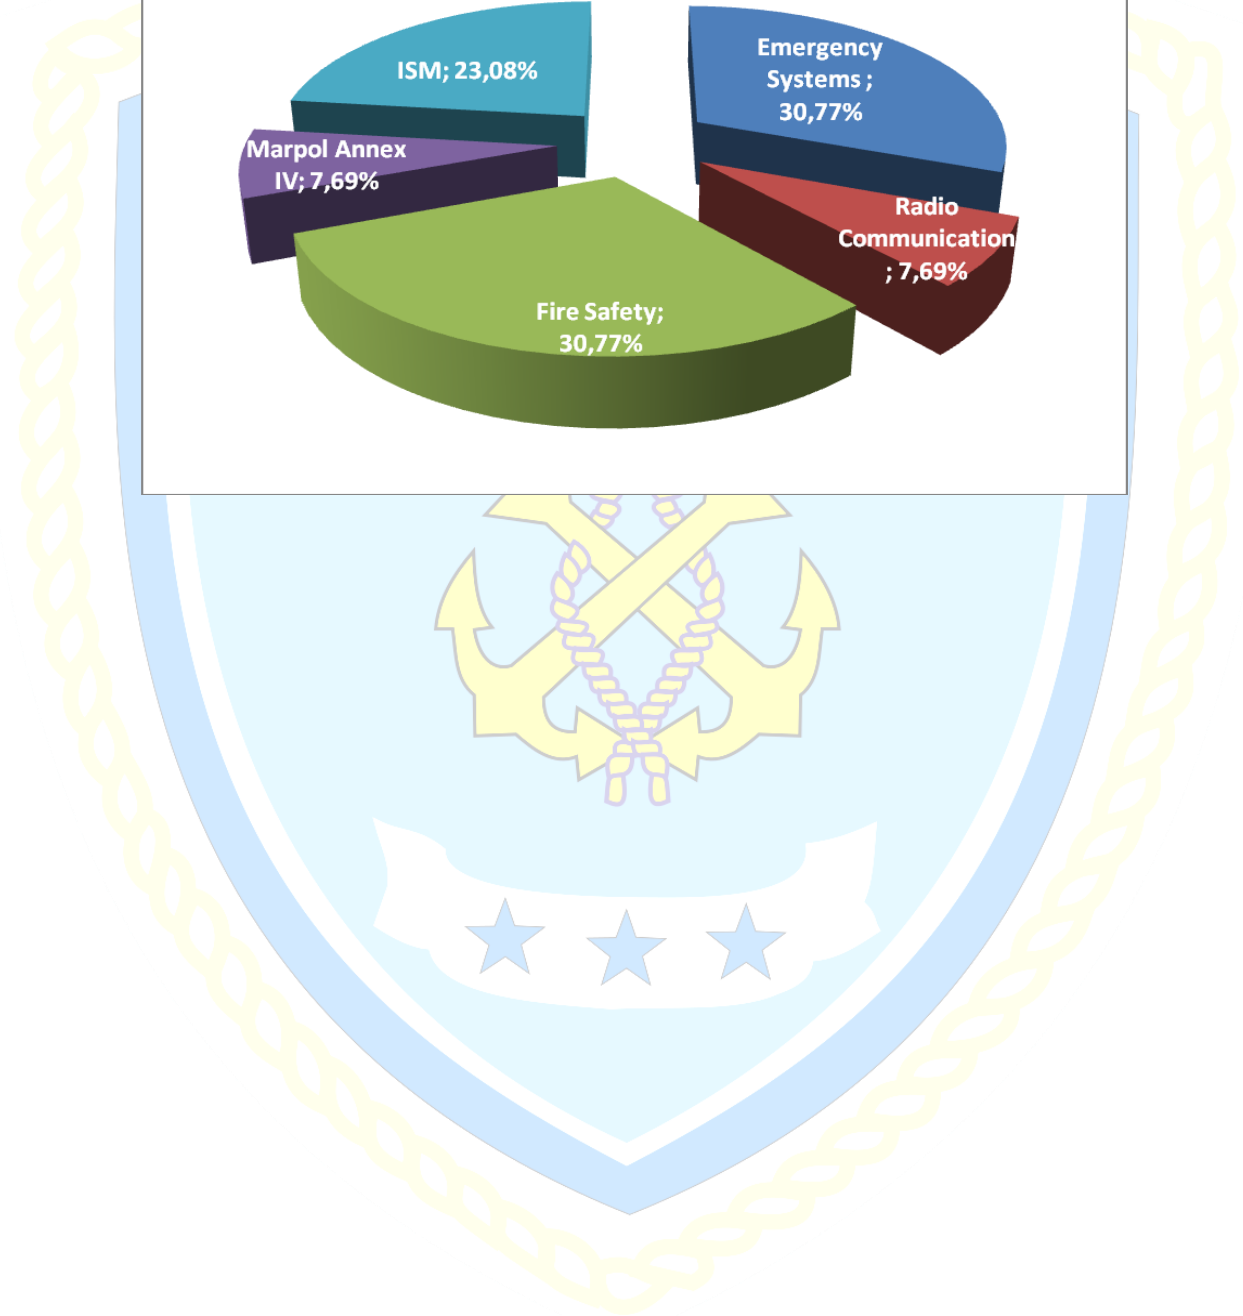 Emergency
Systems ;
30,77%
ISM; 23,08%
Marpol Annex
IV; 7,69%
Radio
Communication
; 7,69%
Fire Safety;
30,77%